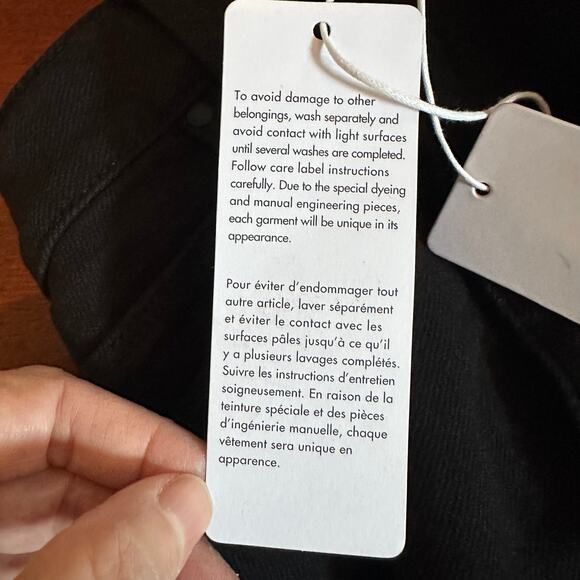 To avoid damage to other
belongings, wash separately and
avoid contact with light surfaces
until several washes are completed.
Follow care label instructions
carefully. Due to the special dyeing
and manual engineering pieces,
each garment will be unique in its
appearance.
Pour éviter d'endommager tout
autre article, laver séparément
et éviter le contact avec les
surfaces pâles jusqu'à ce qu'il
y a plusieurs lavages complétés.
Suivre les instructions d'entretien
soigneusement. En raison de la
teinture spéciale et des pièces
d'ingénierie manuelle, chaque
vêtement sera unique en
apparence.